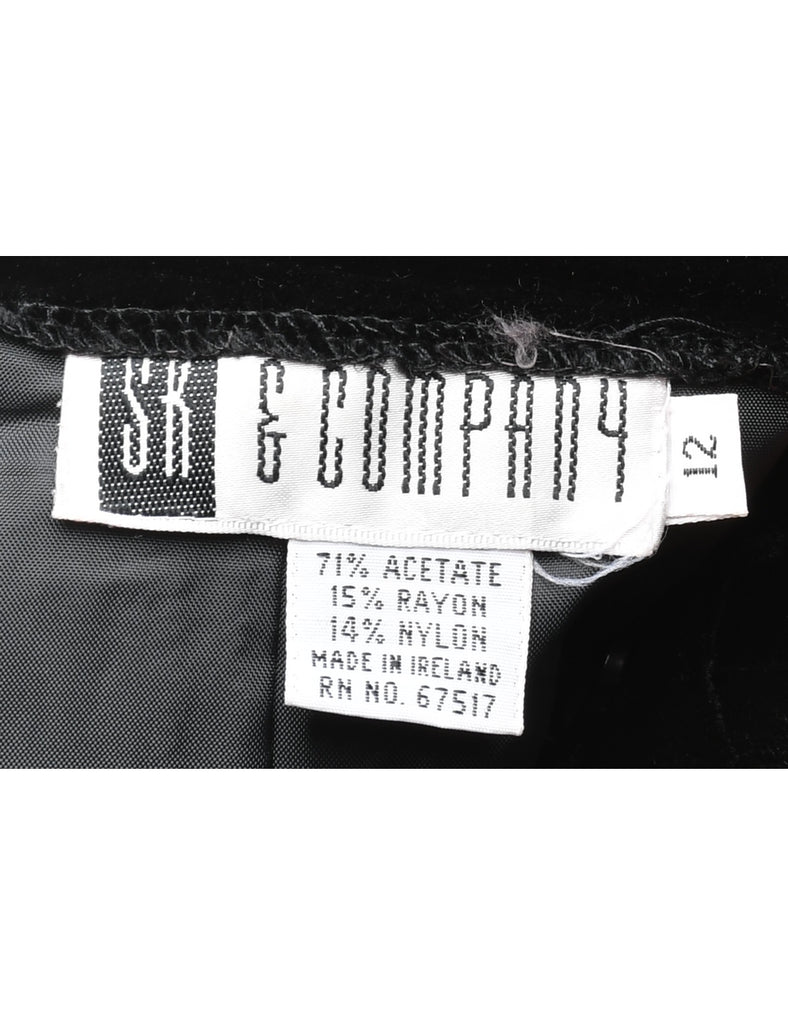 SK & COMPANY
12
71% ACETATE
15% RAYON
14% NYLON
MADE IN IRELAND
RN NO. 67517